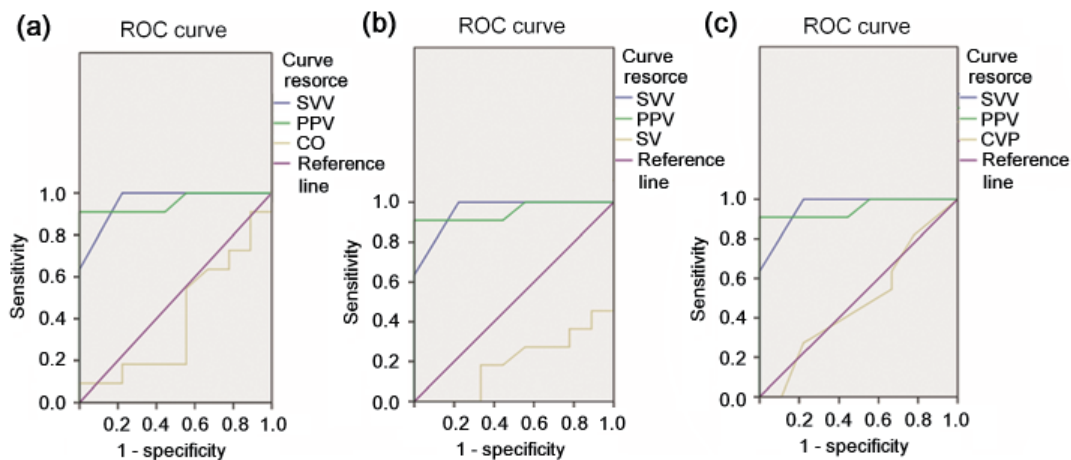 (a)
ROC curve
Curve
resorce
SVV
PPV
CO
Reference
line
1.0
0.8
0.6
0.4
0.2
0.0
Sensitivity
0.2 0.4 0.6 0.8 1.0
1 - specificity
(b)
ROC curve
Curve
resorce
SVV
PPV
SV
Reference
line
1.0
0.8
0.6
0.4
0.2
0.0
Sensitivity
0.2 0.4 0.6 0.8 1.0
1 - specificity
(c)
ROC curve
Curve
resorce
SVV
PPV
CVP
Reference
line
1.0
0.8
0.6
0.4
0.2
0.0
Sensitivity
0.2 0.4 0.6 0.8 1.0
1 - specificity